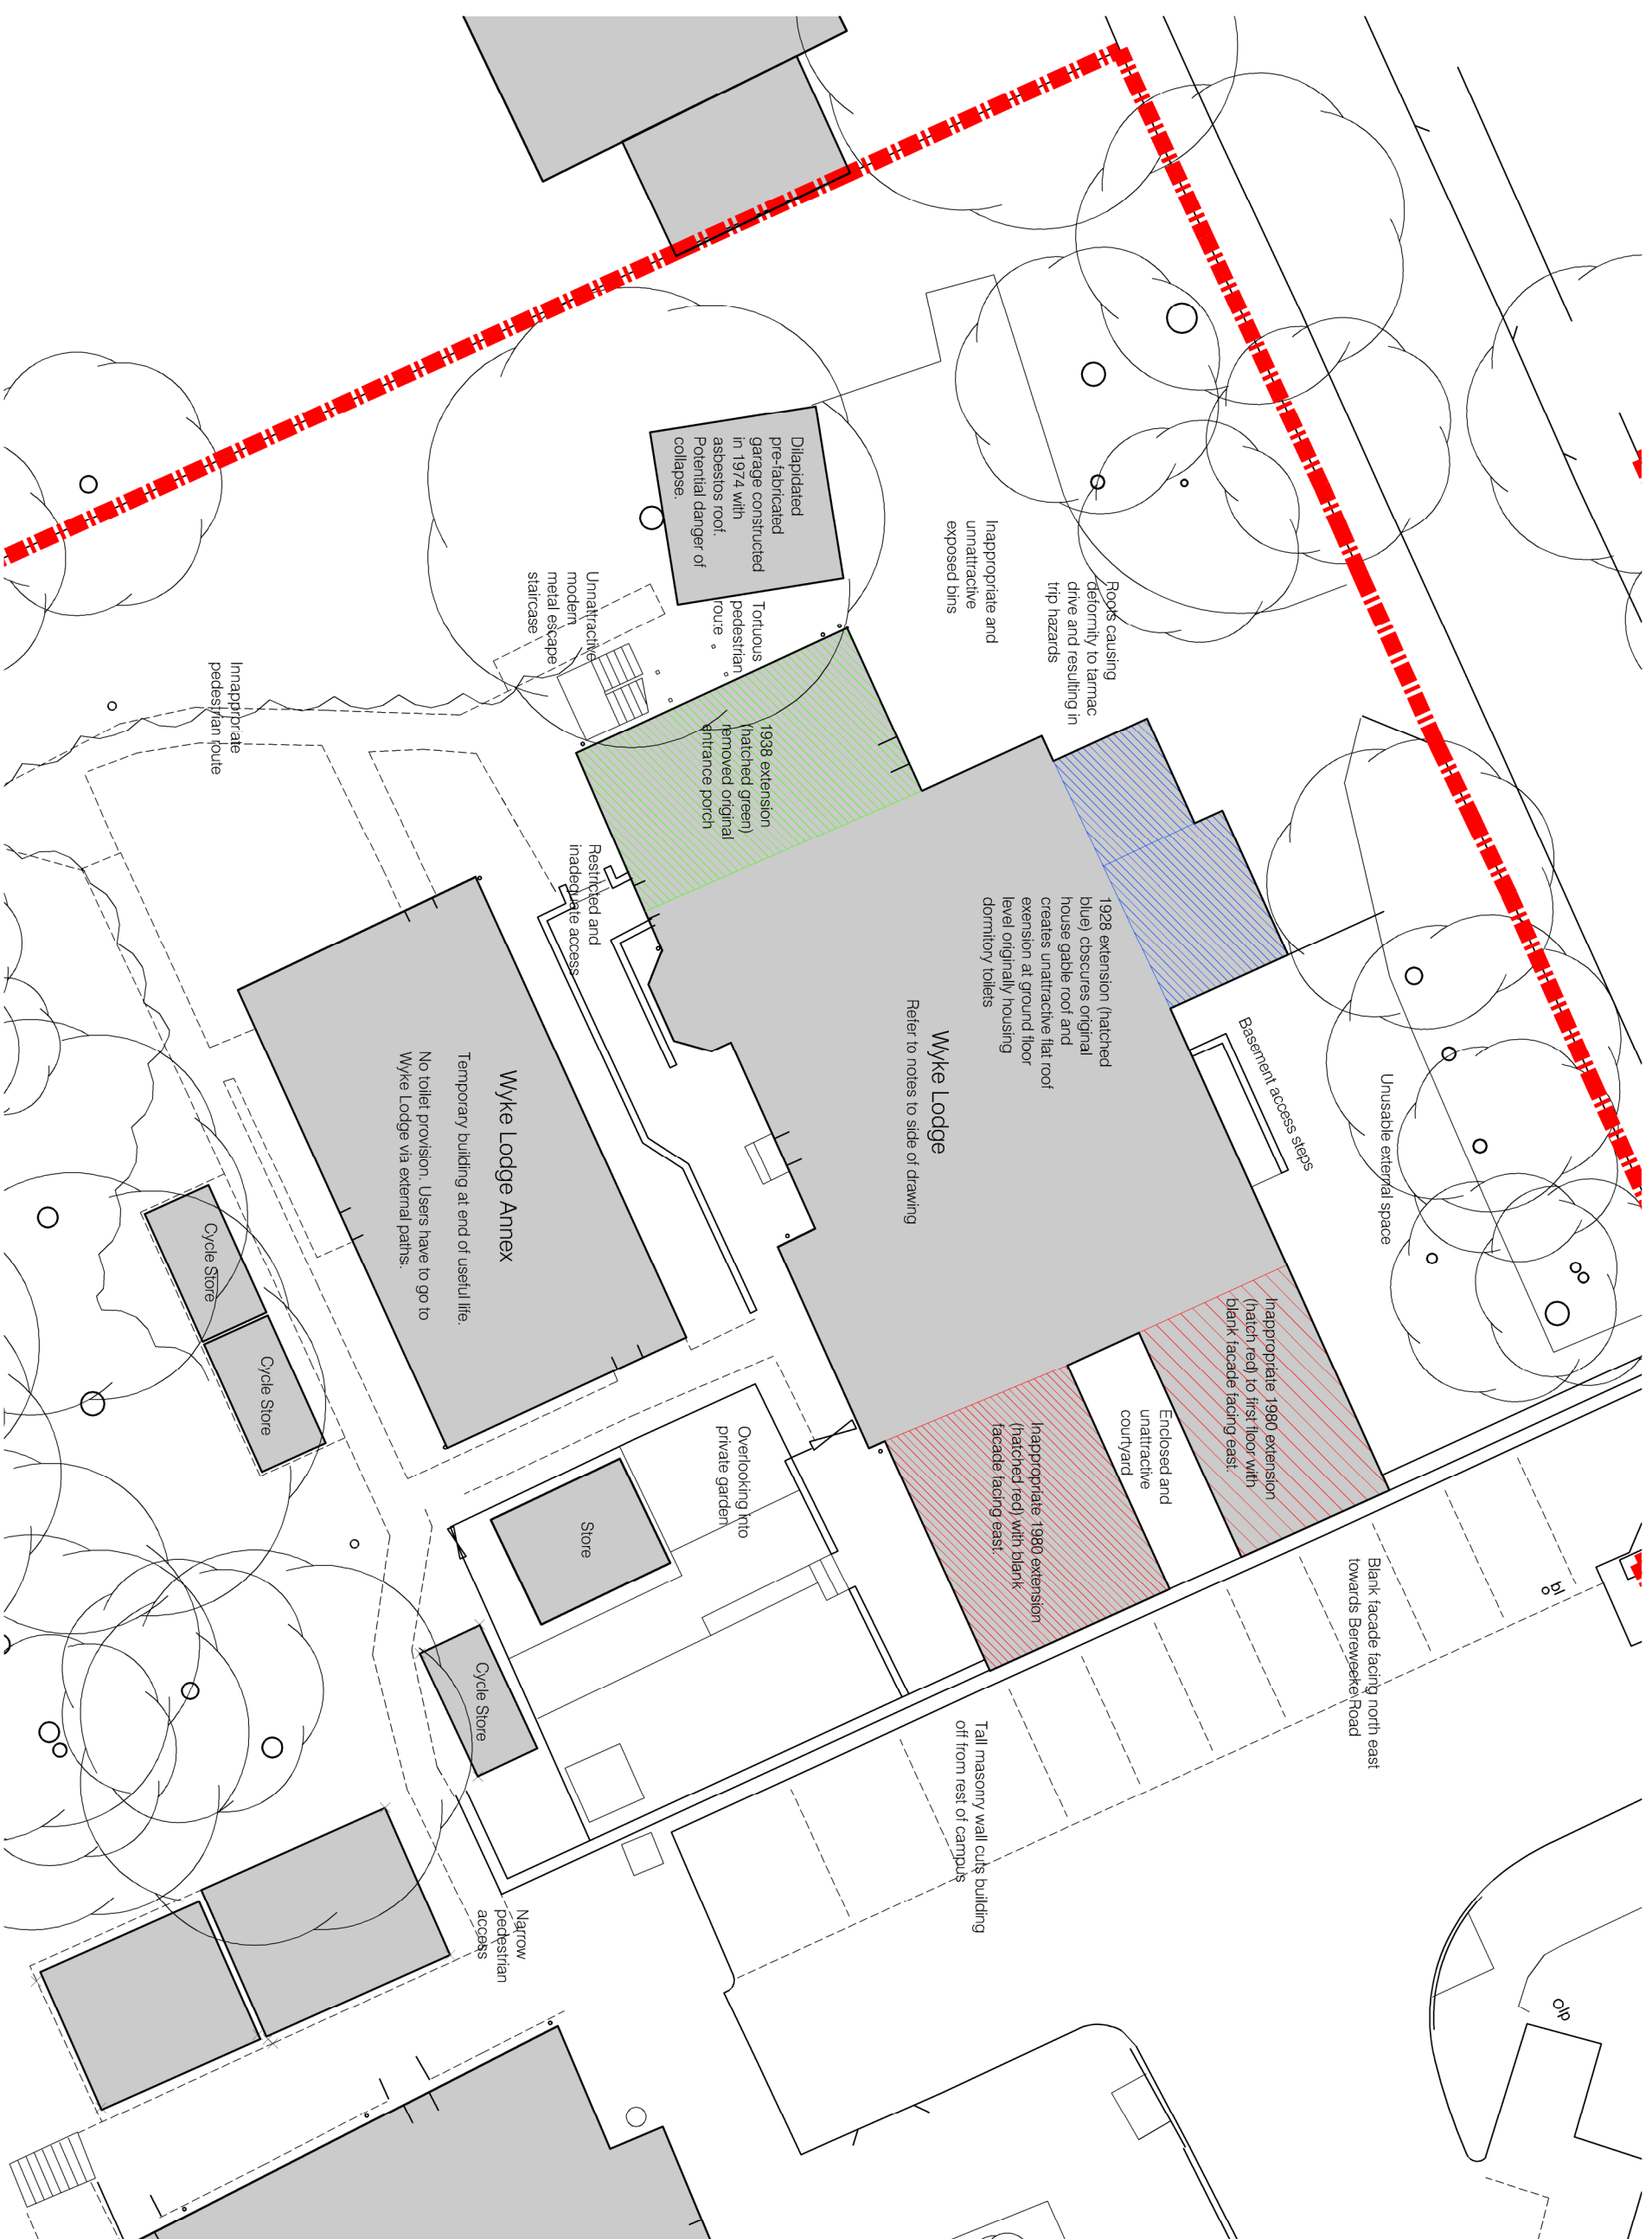 Roots causing
deformity to tarmac
drive and resulting in
trip hazards
Inappropriate and
unnattractive
exposed bins
Dilapidated
pre-fabricated
garage constructed
in 1974 with
asbestos roof.
Potential danger of
collapse.
Tortuous
pedestrian
route
Unnattractive
modern
metal escape
staircase
Innapproprate
pedestrian route
1938 extension
(hatched green)
removed original
entrance porch
Restricted and
inadequate access
1928 extension (hatched
blue) obscures original
house gable roof and
creates unattractive flat roof
exension at ground floor
level originally housing
dormitory toilets
Wyke Lodge
Refer to notes to side of drawing
Basement access steps
Unusable external space
Wyke Lodge Annex
Temporary building at end of useful life.
No toilet provision. Users have to go to
Wyke Lodge via external paths.
Cycle Store
Cycle Store
Inappropriate 1980 extension
(hatch red) to first floor with
blank facade facing east.
Enclosed and
unattractive
courtyard
Inappropriate 1980 extension
(hatched red) with blank
facade facing east.
Overlooking into
private garden
Store
Cycle Store
Blank facade facing north east
towards Bereweeke Road
bl
Tall masonry wall cuts building
off from rest of campus
Narrow
pedestrian
access
olp